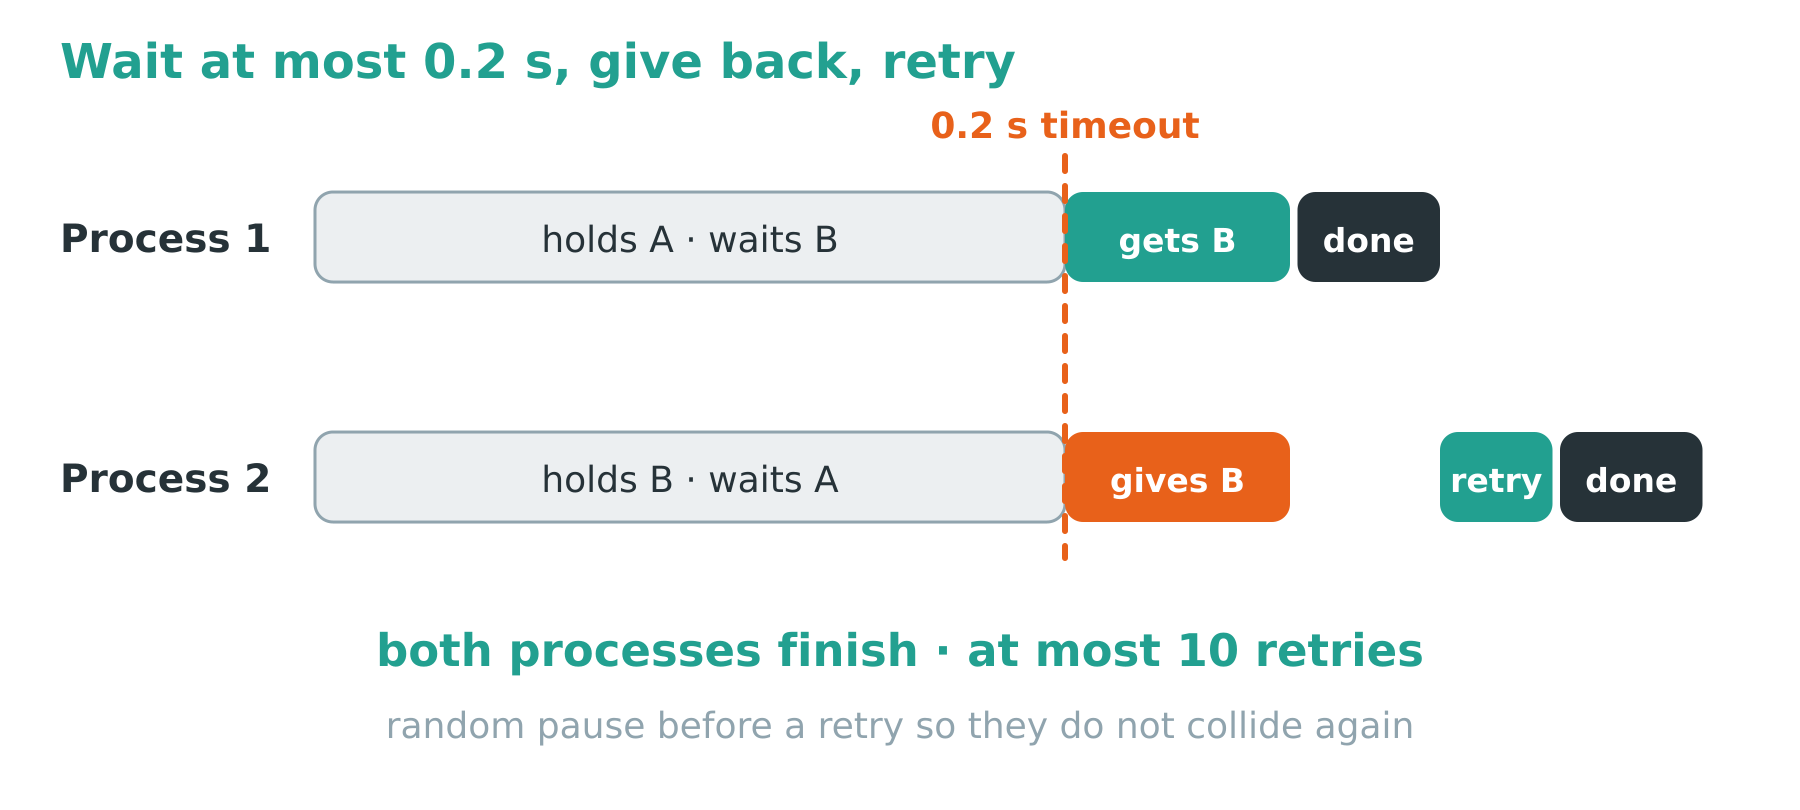 Wait at most 0.2 s, give back, retry
0.2 s timeout
Process 1
holds A · waits B
gets B
done
Process 2
holds B · waits A
gives B
retry
done
both processes finish · at most 10 retries
random pause before a retry so they do not collide again